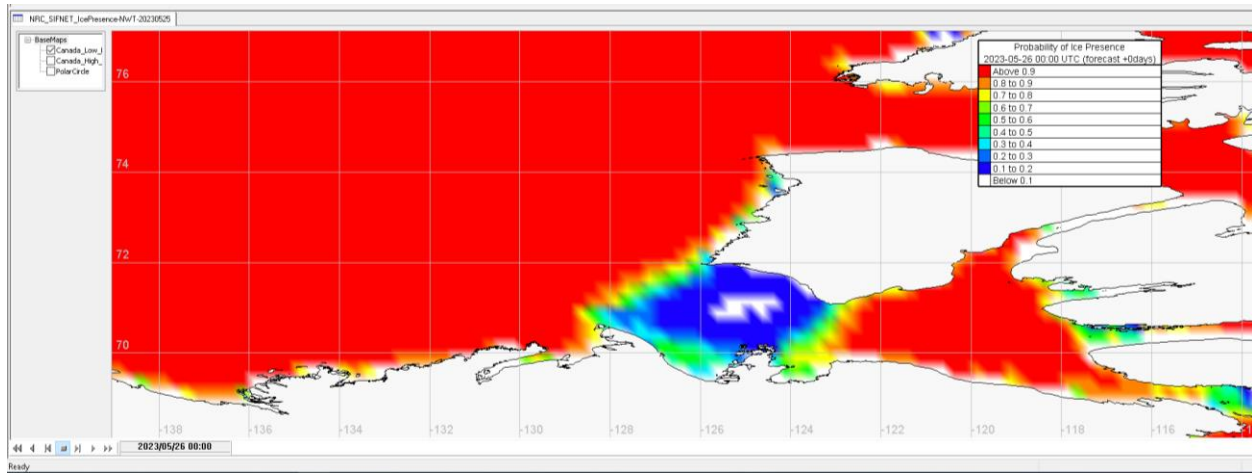 NRC_SIFNET_IcePresence-NWT-20230525
BaseMaps
Canada_Low_
Canada_High_
PolarCircle
Probability of Ice Presence
2023-05-26 00:00 UTC (forecast +0days)
Above 0.9
0.8 to 0.9
0.7 to 0.8
0.6 to 0.7
0.5 to 0.6
0.4 to 0.5
0.3 to 0.4
0.2 to 0.3
0.1 to 0.2
Below 0.1
76
74
72
70
-138 -136 -134 -132 -130 -128 -126 -124 -122 -120 -118 -116
2023/05/26 00:00
Ready